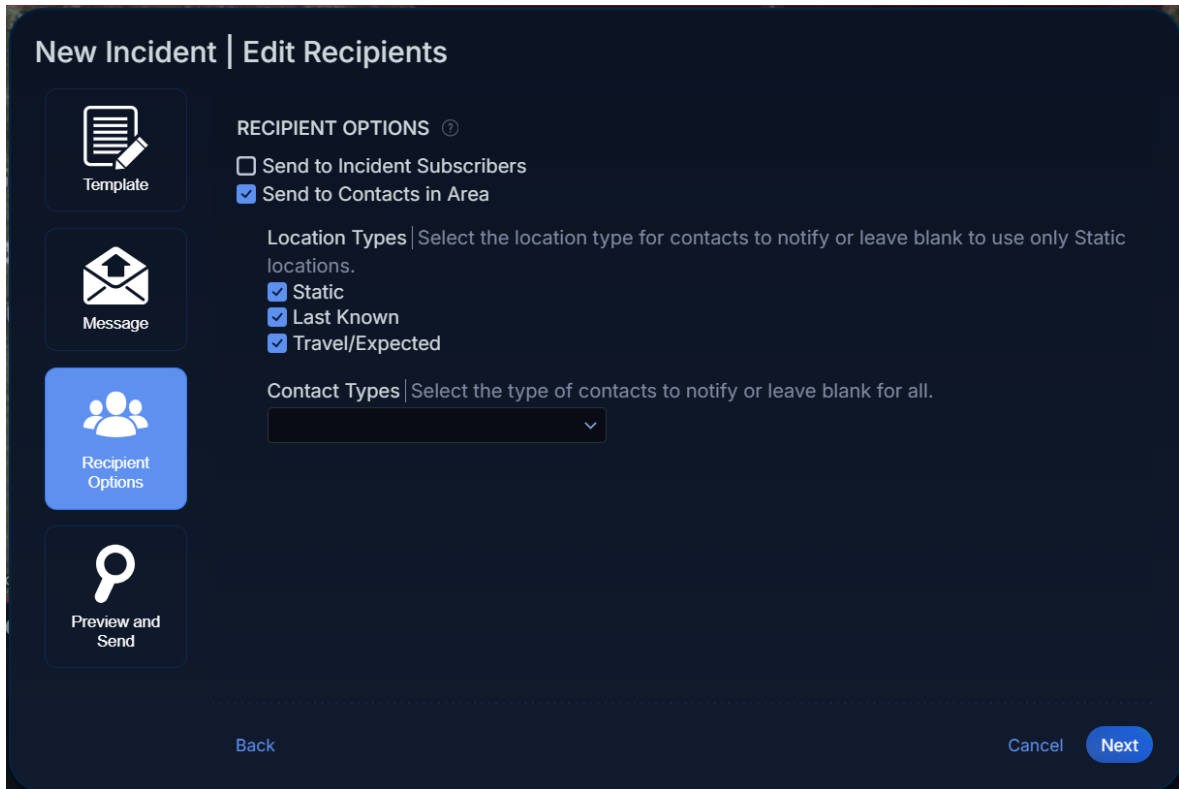 New Incident | Edit Recipients
Template
Message
Recipient
Options
Preview and
Send
RECIPIENT OPTIONS ?
Send to Incident Subscribers
Send to Contacts in Area
Location Types | Select the location type for contacts to notify or leave blank to use only Static
locations.
Static
Last Known
Travel/Expected
Contact Types | Select the type of contacts to notify or leave blank for all.
Back
Cancel
Next